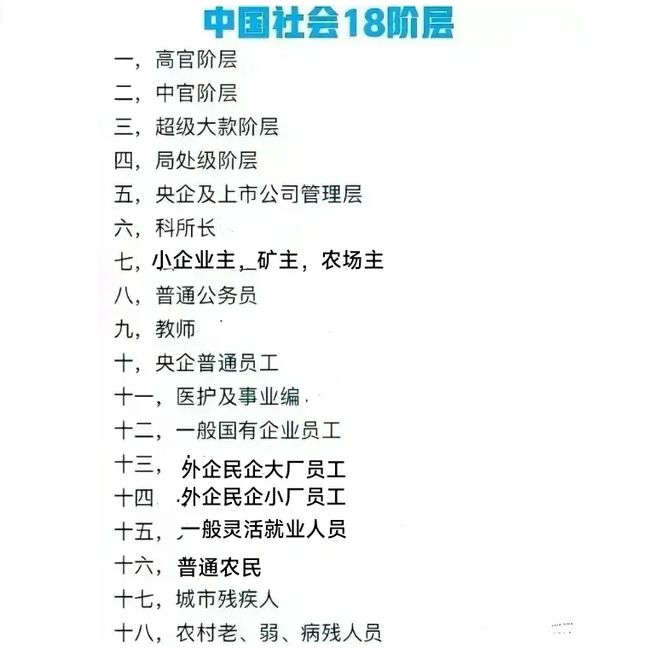 中国社会18阶层
一，高官阶层
二，中官阶层
三，超级大款阶层
四，局处级阶层
五，央企及上市公司管理层
六，科所长
七，小企业主，矿主，农场主
八，普通公务员
九，教师
十，央企普通员工
十一，医护及事业编
十二，一般国有企业员工
十三，外企民企大厂员工
十四 外企民企小厂员工
十五，一般灵活就业人员
十六，普通农民
十七，城市残疾人
十八，农村老、弱、病残人员